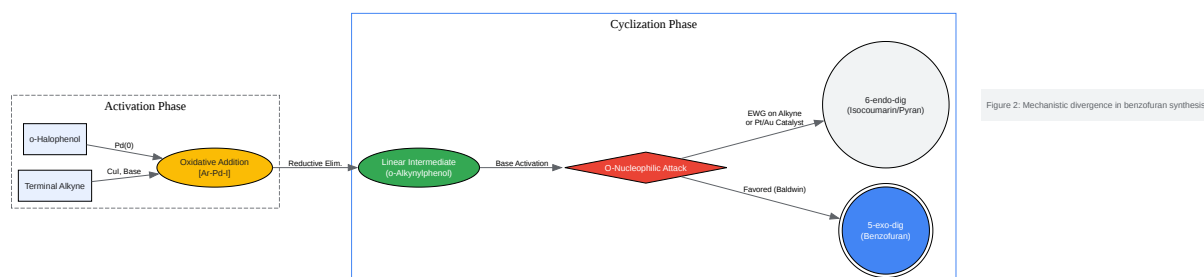 Cyclization Phase
Activation Phase
o-Halophenol
Terminal Alkyne
Pd(0)
CuI, Base
Oxidative Addition
[Ar-Pd-I]
Reductive Elim.
Linear Intermediate
(o-Alkynylphenol)
Base Activation
O-Nucleophilic Attack
EWG on Alkyne
or Pt/Au Catalyst
Favored (Baldwin)
6-endo-dig
(Isocoumarin/Pyran)
5-exo-dig
(Benzofuran)
Figure 2: Mechanistic divergence in benzofuran synthesis